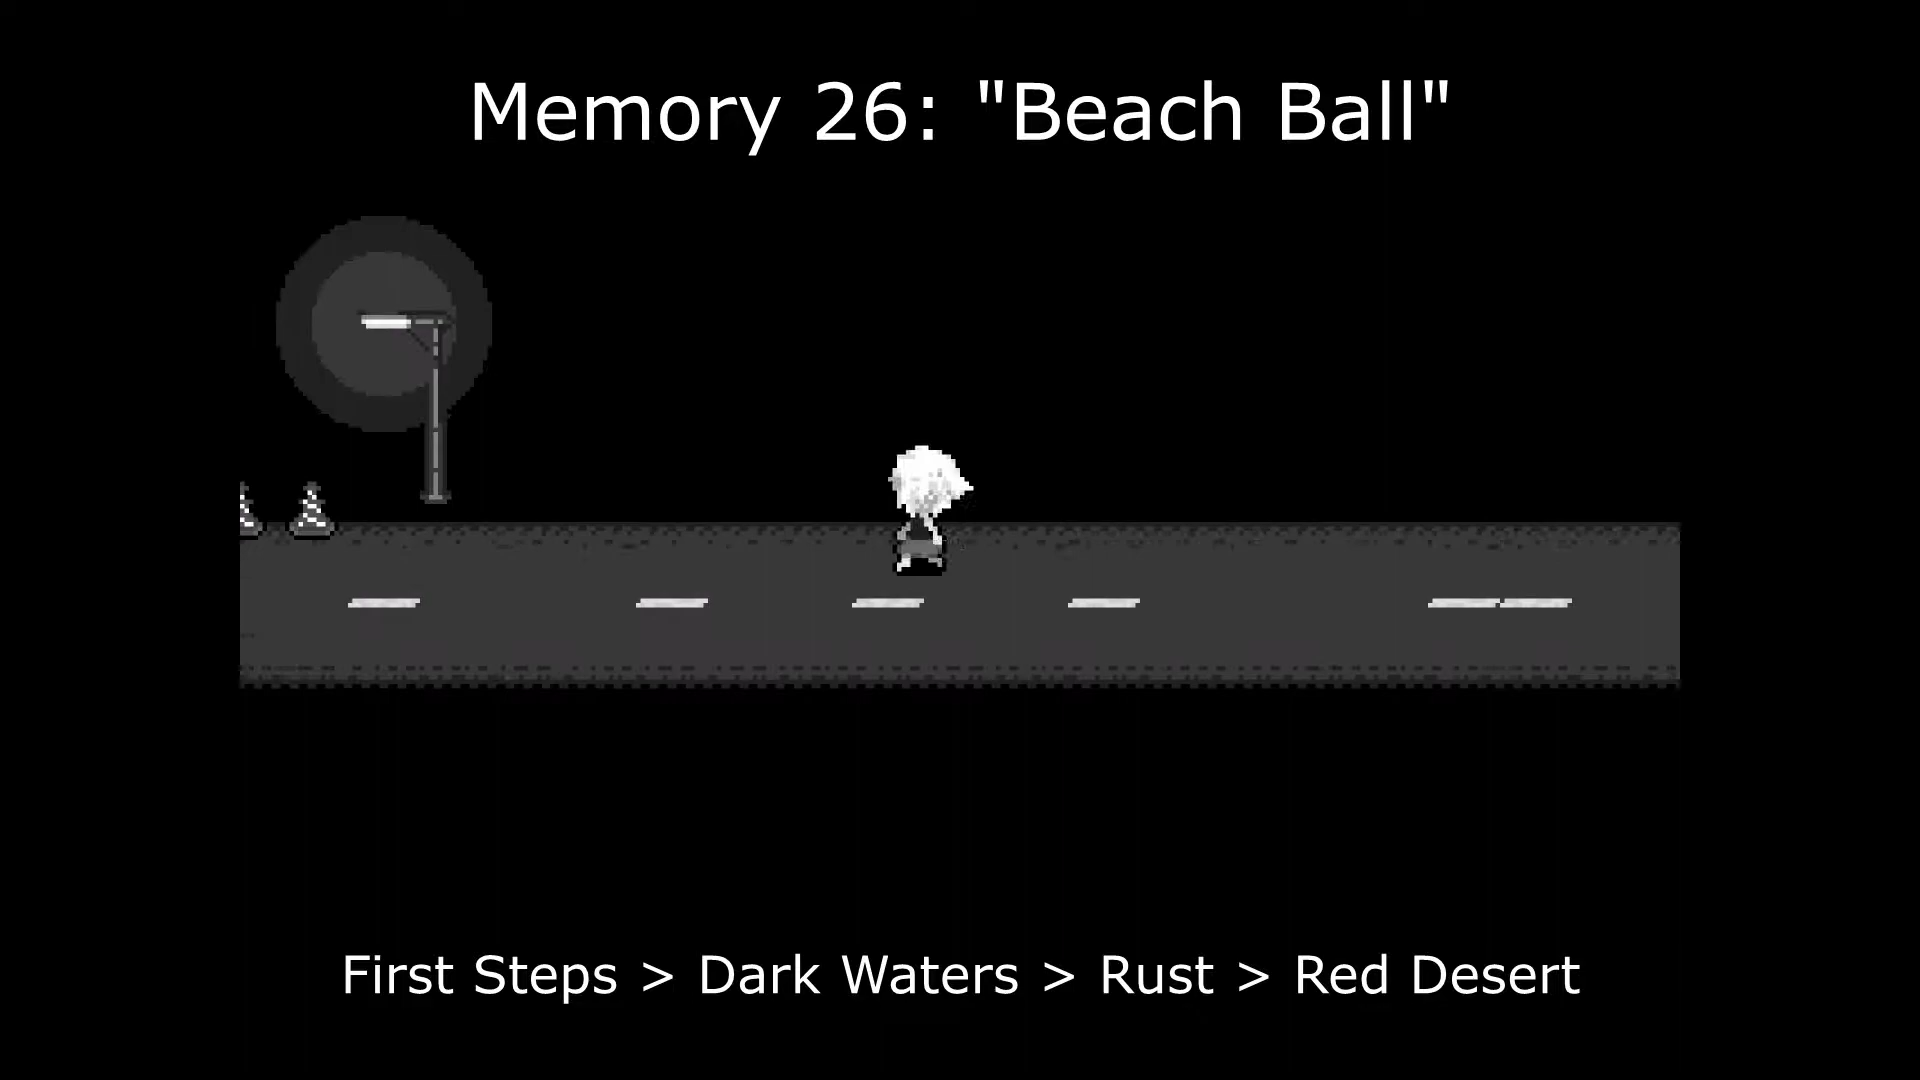 Memory 26: "Beach Ball"
First Steps > Dark Waters > Rust > Red Desert